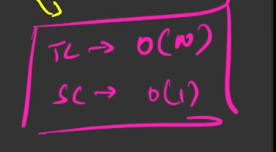 TC → O(N)
SC → O(1)